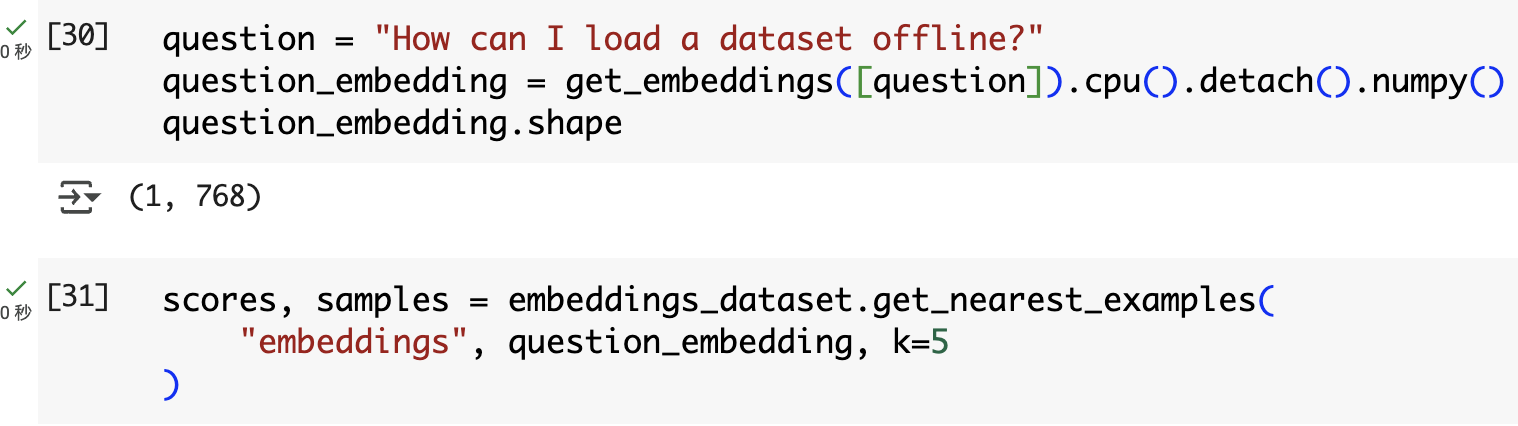 [30] question = "How can I load a dataset offline?"
0 秒 question_embedding = get_embeddings([question]).cpu().detach().numpy()
question_embedding.shape
(1, 768)
[31] scores, samples = embeddings_dataset.get_nearest_examples(
0 秒 "embeddings", question_embedding, k=5
)